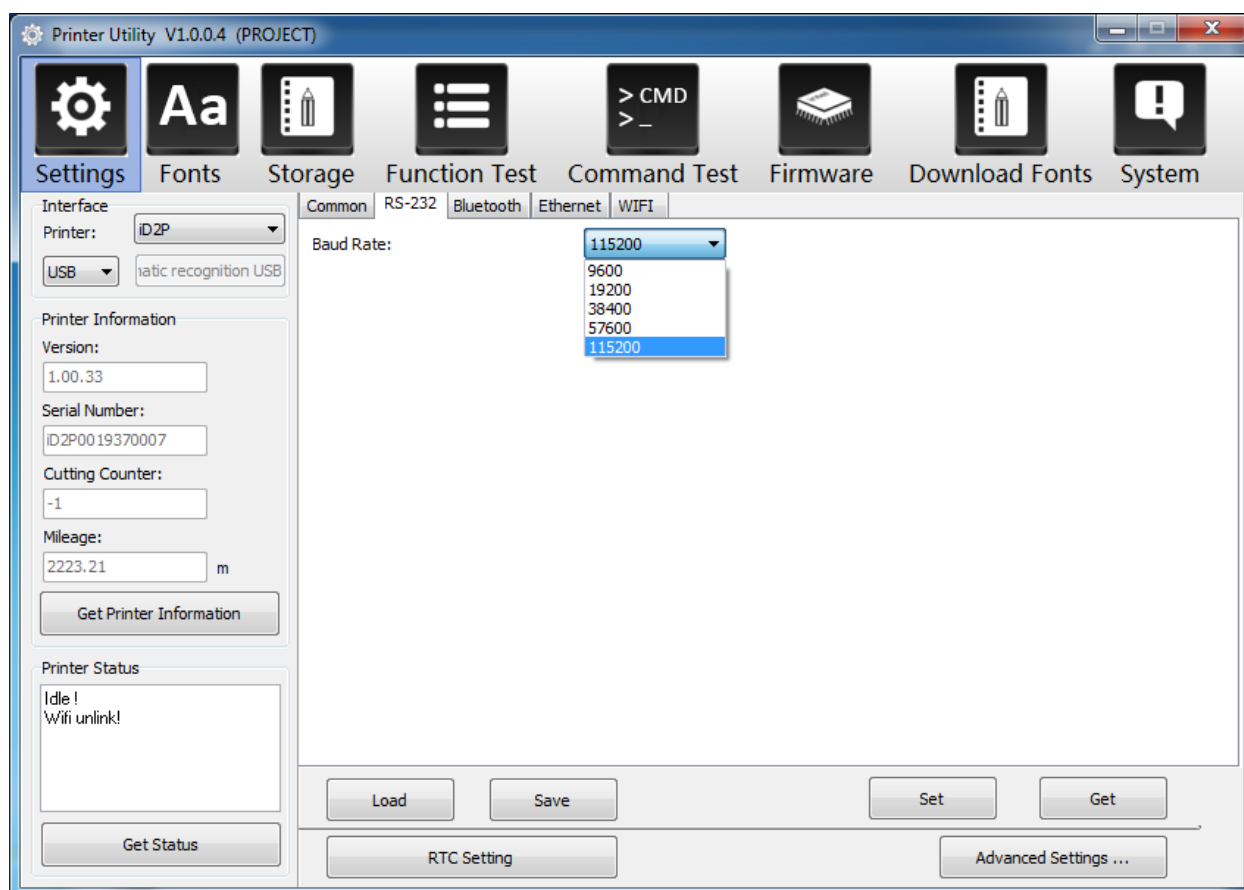 Printer Utility V1.0.0.4 (PROJECT)
> CMD
> _
Aa
Settings Fonts Storage Function Test Command Test Firmware Download Fonts System
Interface
Printer: iD2P
USB natic recognition USB
Printer Information
Version:
1.00.33
Serial Number:
iD2P0019370007
Cutting Counter:
-1
Mileage:
2223.21 m
Get Printer Information
Printer Status
Idle !
Wifi unlink!
Get Status
Common RS-232 Bluetooth Ethernet WIFI
Baud Rate: 115200
9600
19200
38400
57600
115200
Load Save Set Get
RTC Setting Advanced Settings ...